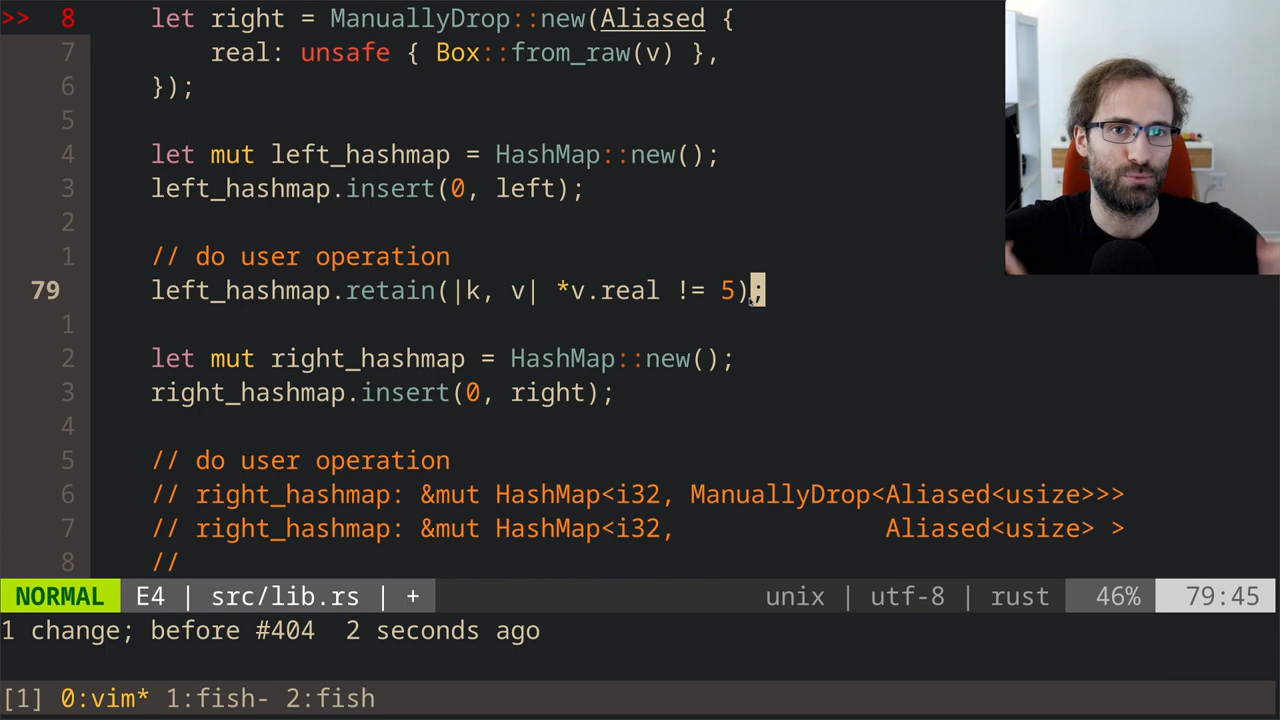 >> 8 let right = ManuallyDrop::new(Aliased {
7 real: unsafe { Box::from_raw(v) },
6 });
5
4 let mut left_hashmap = HashMap::new();
3 left_hashmap.insert(0, left);
2
1 // do user operation
79 left_hashmap.retain(|k, v| *v.real != 5);
1
2 let mut right_hashmap = HashMap::new();
3 right_hashmap.insert(0, right);
4
5 // do user operation
6 // right_hashmap: &mut HashMap<i32, ManuallyDrop<Aliased<usize>>>
7 // right_hashmap: &mut HashMap<i32, Aliased<usize> >
8 //
NORMAL E4 | src/lib.rs | + unix | utf-8 | rust 46% 79:45
1 change; before #404 2 seconds ago
[1] 0:vim* 1:fish- 2:fish